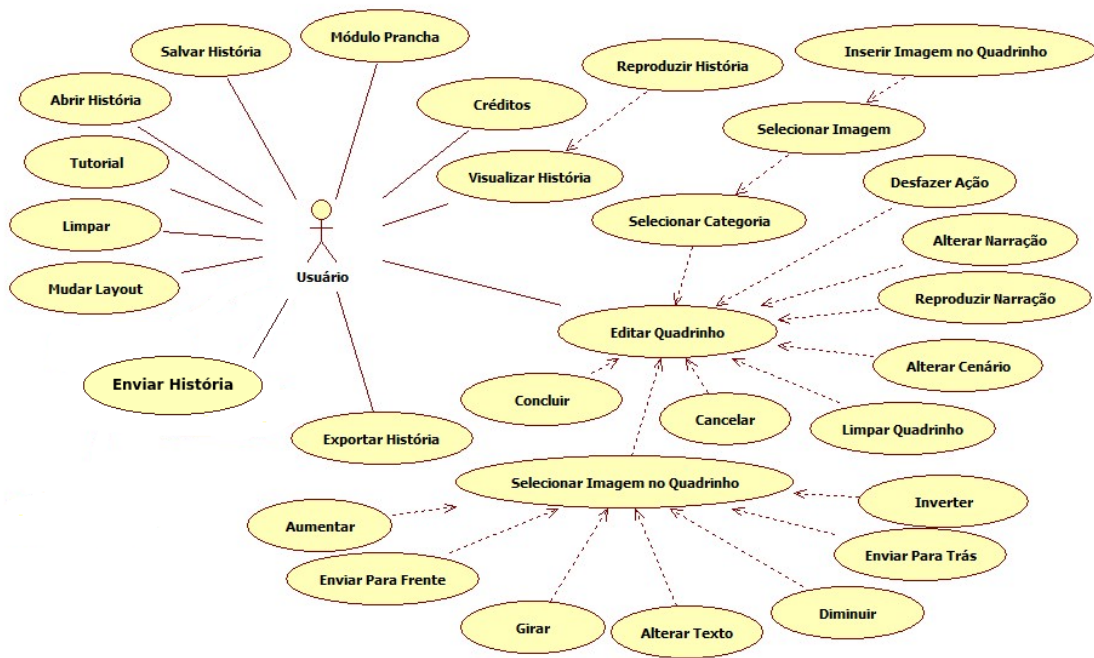 Módulo Prancha
Salvar História
Inserir Imagem no Quadrinho
Reproduzir História
Abrir História
Créditos
Selecionar Imagem
Tutorial
Visualizar História
Desfazer Ação
Selecionar Categoria
Limpar
Alterar Narração
Usuário
Mudar Layout
Reproduzir Narração
Editar Quadrinho
Alterar Cenário
Enviar História
Concluir
Cancelar
Limpar Quadrinho
Exportar História
Selecionar Imagem no Quadrinho
Inverter
Aumentar
Enviar Para Trás
Enviar Para Frente
Diminuir
Girar
Alterar Texto